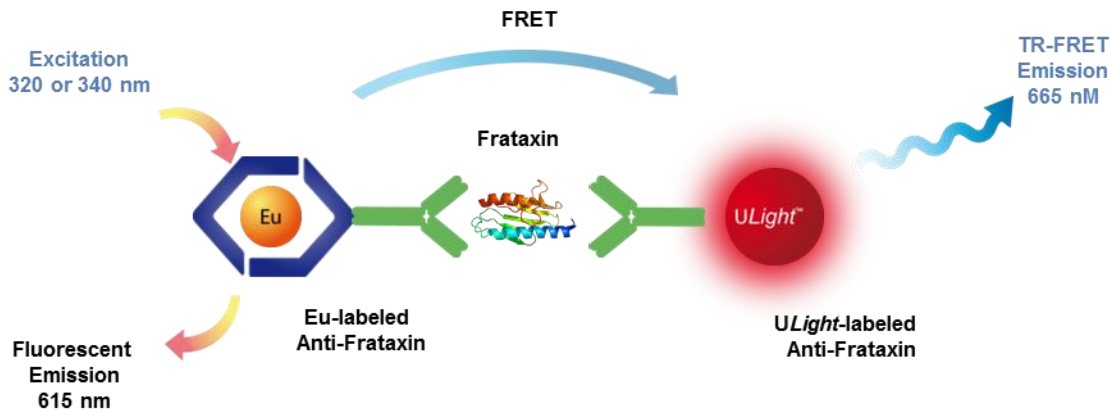 FRET
Excitation
320 or 340 nm
TR-FRET
Emission
665 nM
Frataxin
Eu
ULight™
Eu-labeled
Anti-Frataxin
ULight-labeled
Anti-Frataxin
Fluorescent
Emission
615 nm